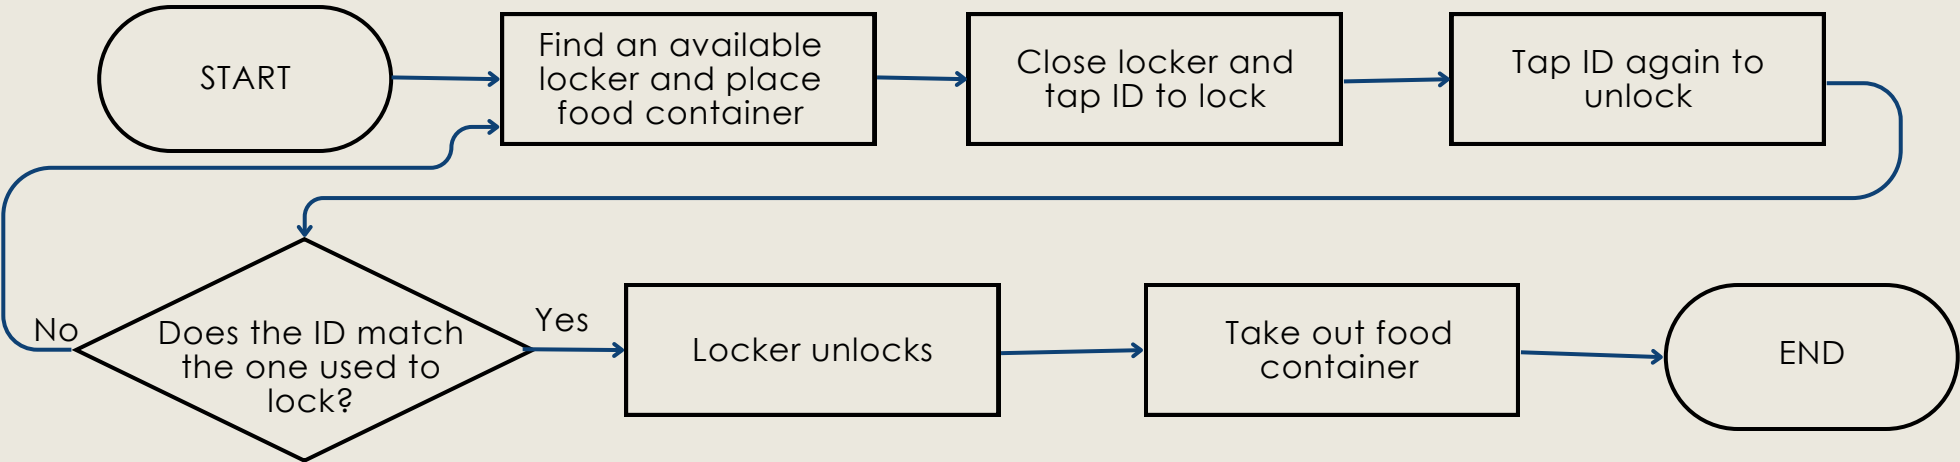 START
Find an available
locker and place
food container
Close locker and
tap ID to lock
Tap ID again to
unlock
No
Does the ID match
the one used to
lock?
Yes
Locker unlocks
Take out food
container
END